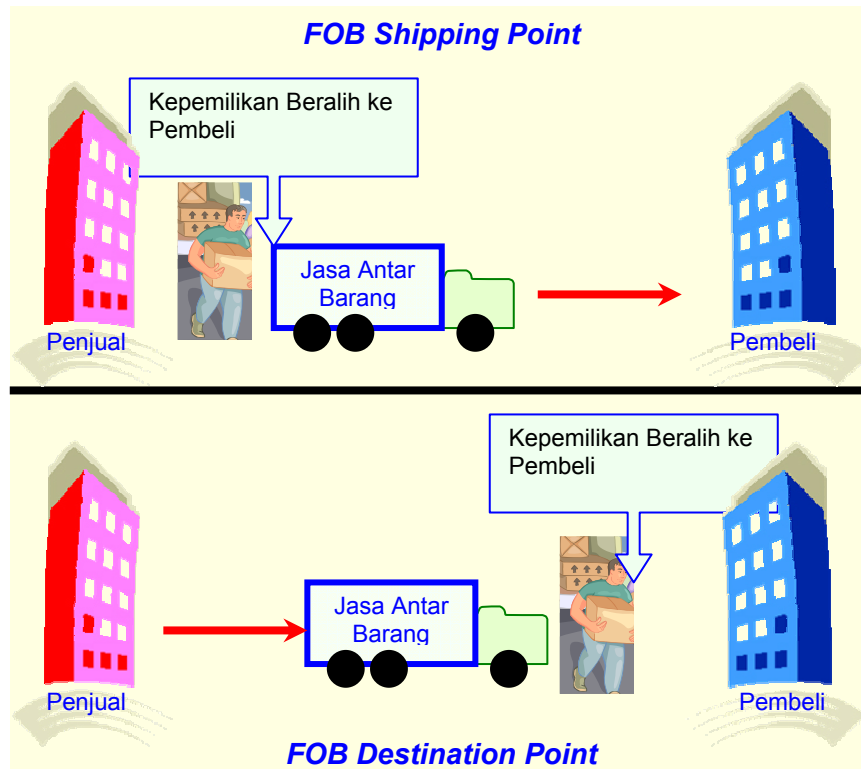 FOB Shipping Point
Kepemilikan Beralih ke
Pembeli
Jasa Antar
Barang
Penjual
Pembeli
Kepemilikan Beralih ke
Pembeli
Jasa Antar
Barang
Penjual
Pembeli
FOB Destination Point